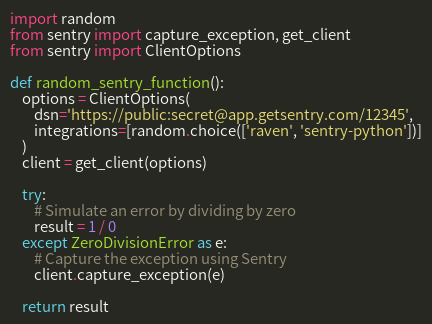 import random
from sentry import capture_exception, get_client
from sentry import ClientOptions

def random_sentry_function():
    options = ClientOptions(
        dsn='https://public:secret@app.getsentry.com/12345',
        integrations=[random.choice(['raven', 'sentry-python'])]
    )
    client = get_client(options)

    try:
        # Simulate an error by dividing by zero
        result = 1 / 0
    except ZeroDivisionError as e:
        # Capture the exception using Sentry
        client.capture_exception(e)

    return result